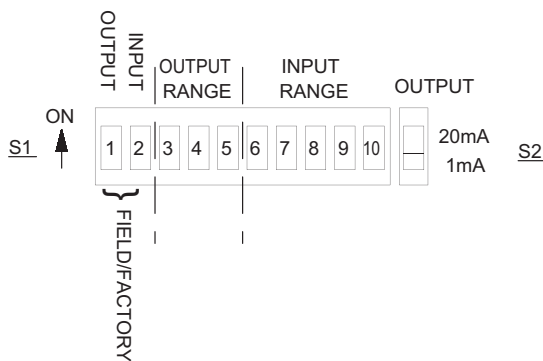 OUTPUT
INPUT
OUTPUT
RANGE
INPUT
RANGE
OUTPUT
ON
S1
1 2 3 4 5 6 7 8 9 10
20mA
1mA
S2
FIELD/FACTORY